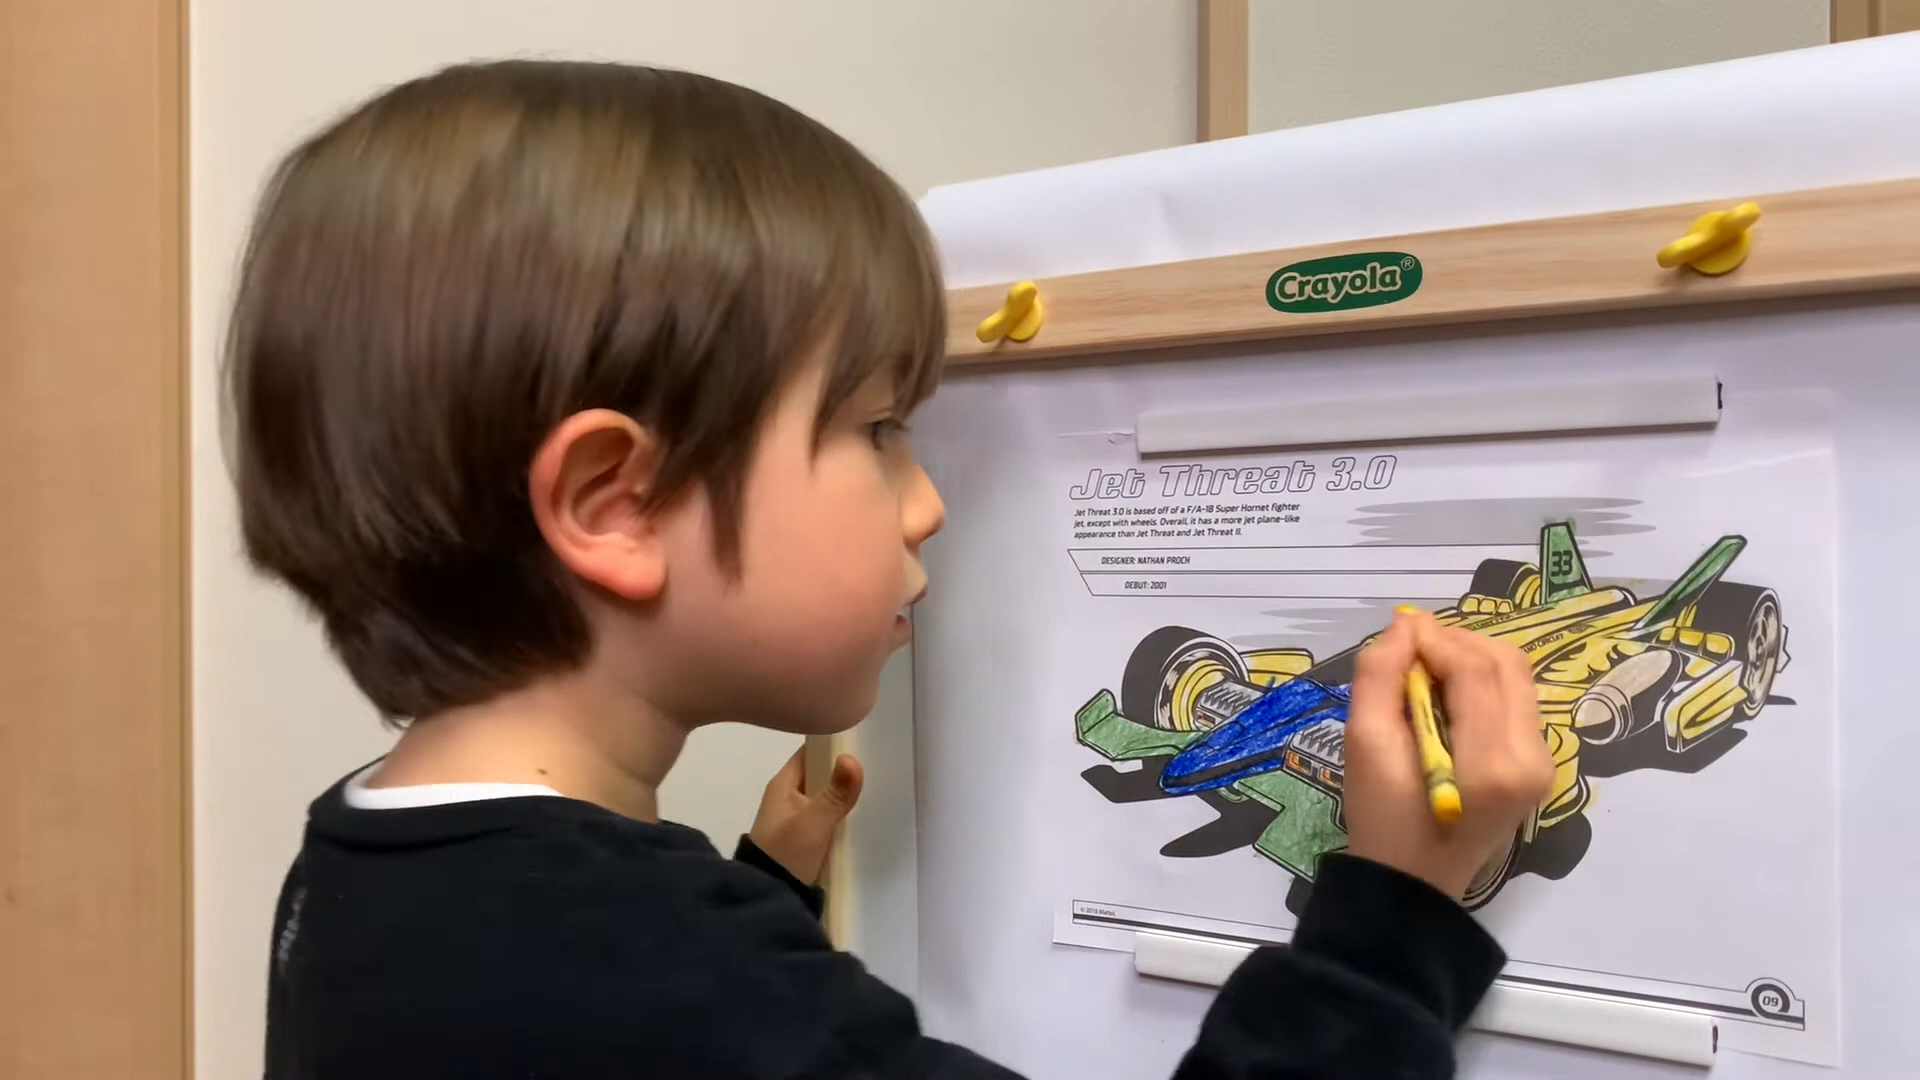 Crayola®
Jet Threat 3.0
Jet Threat 3.0 is based off of a F/A-18 Super Hornet fighter
jet, except with wheels. Overall, it has a more jet plane-like
appearance than Jet Threat and Jet Threat II.
DESIGNER: NATHAN PROCH
DEBUT: 2001
33
© 2018 Mattel
09